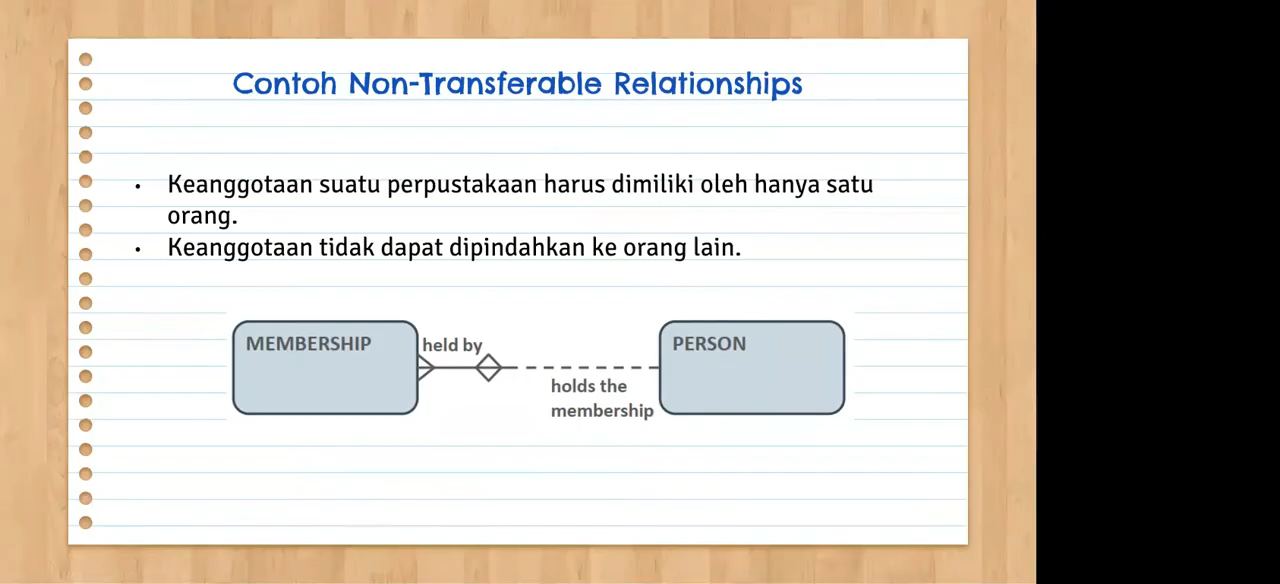 Contoh Non-Transferable Relationships
• Keanggotaan suatu perpustakaan harus dimiliki oleh hanya satu
orang.
• Keanggotaan tidak dapat dipindahkan ke orang lain.
MEMBERSHIP
held by
holds the
membership
PERSON